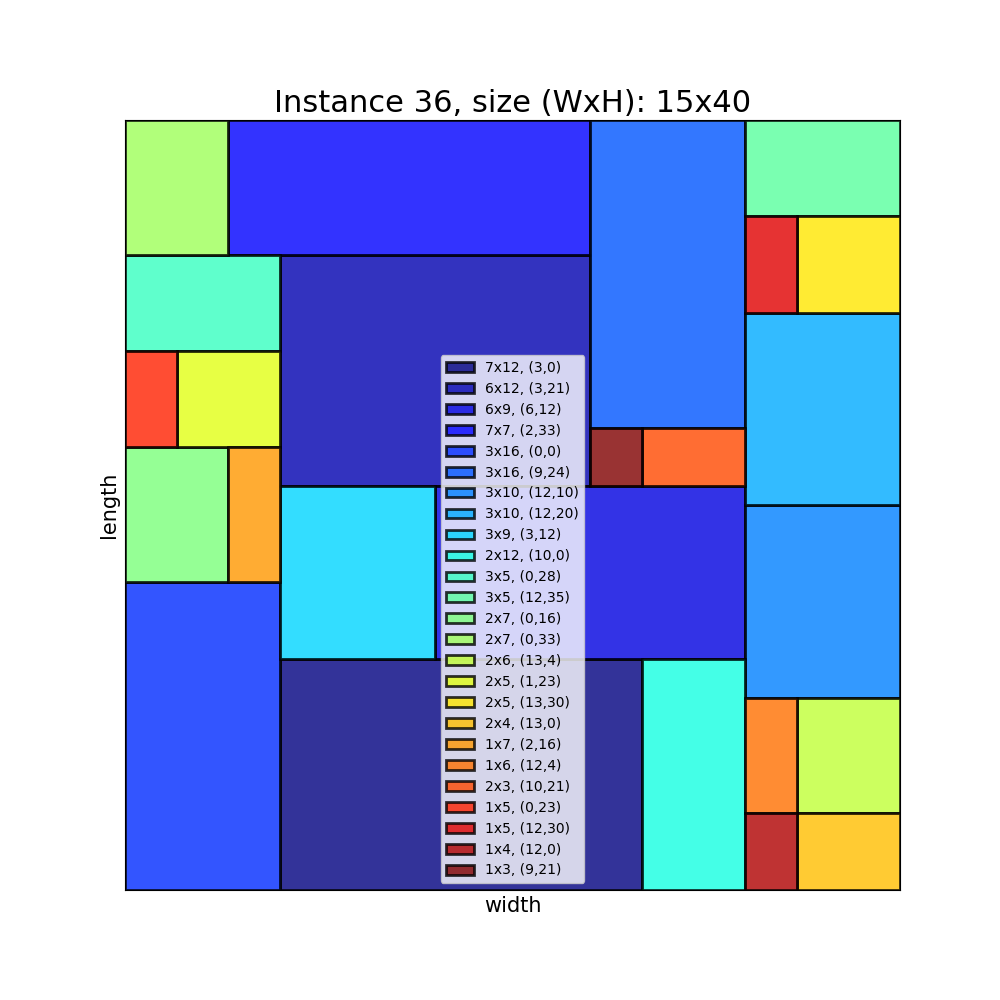 Instance 36, size (WxH): 15x40
length
7x12, (3,0)
6x12, (3,21)
6x9, (6,12)
7x7, (2,33)
3x16, (0,0)
3x16, (9,24)
3x10, (12,10)
3x10, (12,20)
3x9, (3,12)
2x12, (10,0)
3x5, (0,28)
3x5, (12,35)
2x7, (0,16)
2x7, (0,33)
2x6, (13,4)
2x5, (1,23)
2x5, (13,30)
2x4, (13,0)
1x7, (2,16)
1x6, (12,4)
2x3, (10,21)
1x5, (0,23)
1x5, (12,30)
1x4, (12,0)
1x3, (9,21)
width